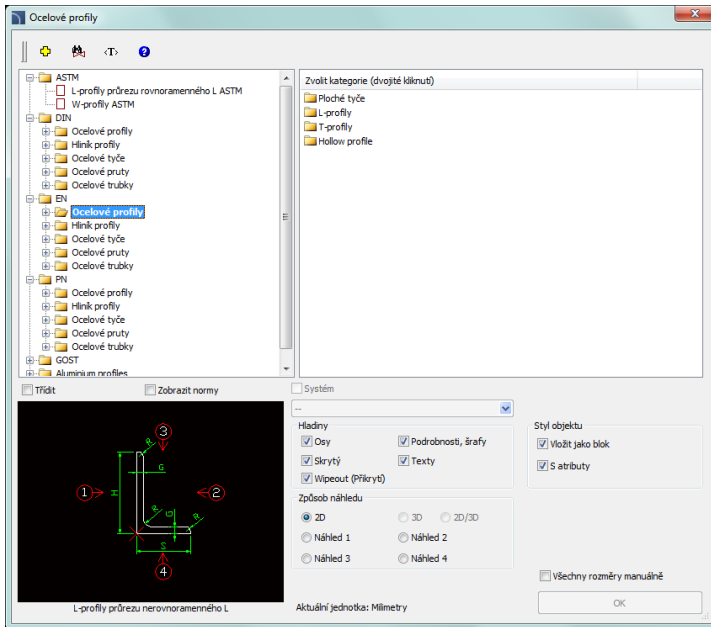 Ocelové profily
<T>
ASTM
L-profily průřezu rovnoramenného L ASTM
W-profily ASTM
DIN
Ocelové profily
Hliník profily
Ocelové tyče
Ocelové pruty
Ocelové trubky
EN
Ocelové profily
Hliník profily
Ocelové tyče
Ocelové pruty
Ocelové trubky
PN
Ocelové profily
Hliník profily
Ocelové tyče
Ocelové pruty
Ocelové trubky
GOST
Aluminium profiles
Zvolit kategorie (dvojité kliknutí)
Ploché tyče
L-profily
T-profily
Hollow profile
Třídit
Zobrazit normy
Systém
--
Hladiny
Osy
Podrobnosti, šrafy
Skrytý
Texty
Wipeout (Přikrytí)
Styl objektu
Vložit jako blok
S atributy
Způsob náhledu
2D
3D
2D/3D
Náhled 1
Náhled 2
Náhled 3
Náhled 4
3
R
G
1
H
2
R
G
R
S
4
L-profily průřezu nerovnoramenného L
Aktuální jednotka: Milimetry
Všechny rozměry manuálně
OK